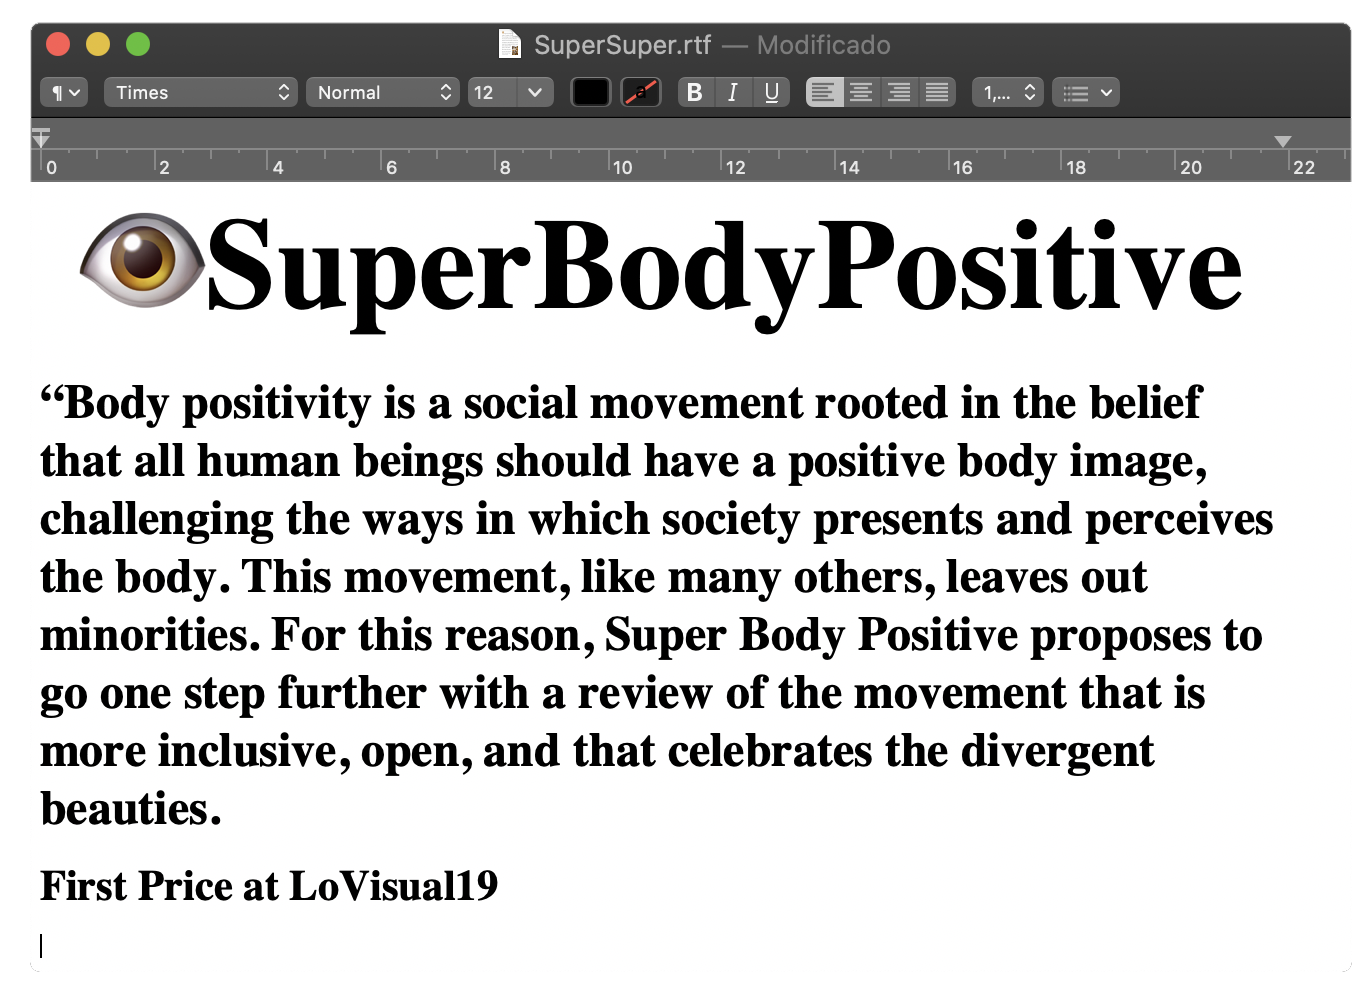 SuperSuper.rtf — Modificado
¶ Times Normal 12 a B I U 1,...
0 2 4 6 8 10 12 14 16 18 20 22
👁SuperBodyPositive
“Body positivity is a social movement rooted in the belief
that all human beings should have a positive body image,
challenging the ways in which society presents and perceives
the body. This movement, like many others, leaves out
minorities. For this reason, Super Body Positive proposes to
go one step further with a review of the movement that is
more inclusive, open, and that celebrates the divergent
beauties.
First Price at LoVisual19